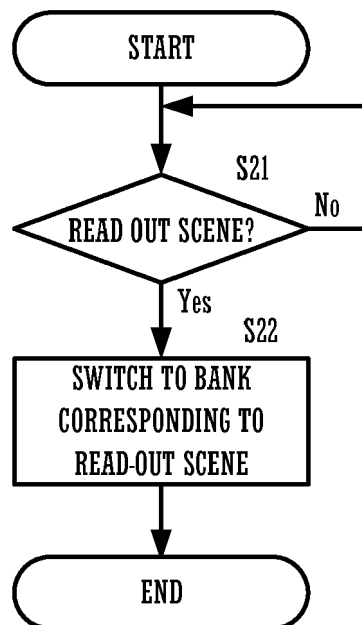 START
S21
READ OUT SCENE?
No
Yes
S22
SWITCH TO BANK
CORRESPONDING TO
READ-OUT SCENE
END